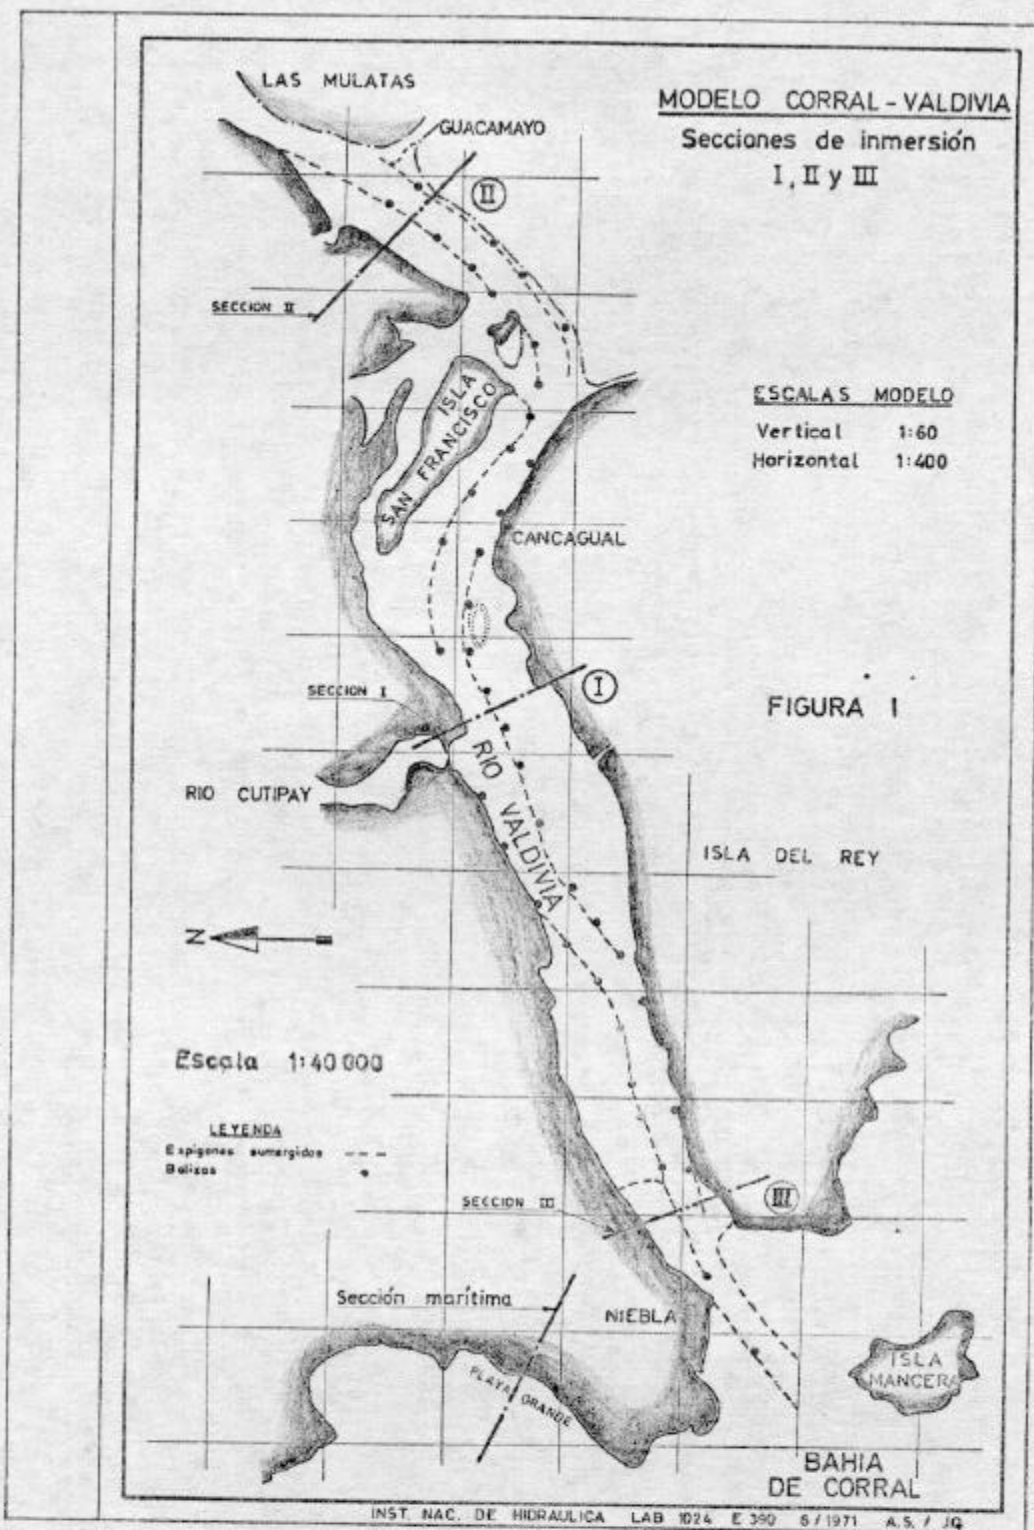 LAS MULATAS
GUACAMAYO
MODELO CORRAL - VALDIVIA
Secciones de inmersión
I, II y III
II
SECCION II
ISLA
SAN FRANCISCO
ESCALAS MODELO
Vertical 1:60
Horizontal 1:400
CANCAGUAL
SECCION I
I
FIGURA 1
RIO CUTIPAY
RIO VALDIVIA
ISLA DEL REY
N
Escala 1:40 000
LEYENDA
Espigones sumergidos
Balizas
SECCION III
III
Sección marítima
NIEBLA
PLAYA GRANDE
ISLA
MANCERA
BAHIA
DE CORRAL
INST. NAC. DE HIDRAULICA LAB 1024 E 390 6/1971 A.S. / JG